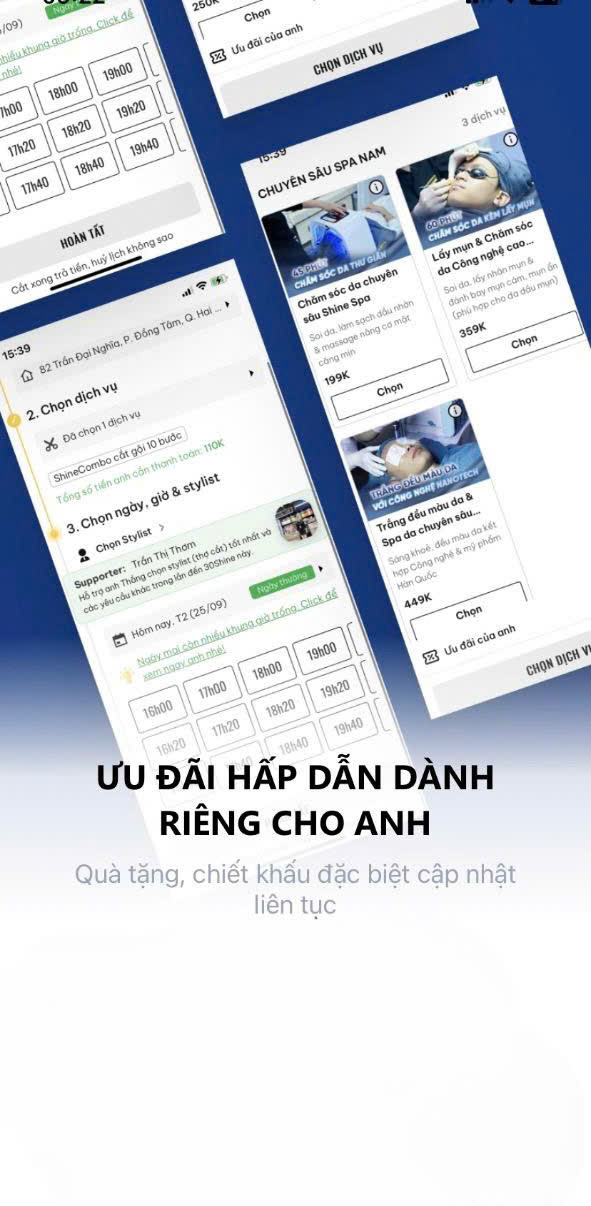 /09)
Ngày
nhiều khung giờ trống. Click để
nhé!
7h00
18h00
19h00
17h20
18h20
19h20
17h40
18h40
19h40
HOÀN TẤT
Cắt xong trả tiền, huỷ lịch không sao
250K
Chọn
Ưu đãi của anh
CHỌN DỊCH VỤ
15:39
3 dịch vụ
CHUYÊN SÂU SPA NAM
45 PHÚT
CHĂM SÓC DA THƯ GIÃN
Chăm sóc da chuyên
sâu Shine Spa
Soi da, làm sạch dầu nhờn
& massage nâng cơ mặt
căng mịn
199K
Chọn
60 PHÚT
CHĂM SÓC DA KÈM LẤY MỤN
Lấy mụn & Chăm sóc
da Công nghệ cao...
Soi da, lấy nhân mụn &
đánh bay mụn cám, mụn ẩn
(phù hợp cho da dầu mụn)
359K
Chọn
TRẮNG ĐỀU MÀU DA
VỚI CÔNG NGHỆ NANOTECH
Trắng đều màu da &
Spa da chuyên sâu...
Sáng khoẻ, đều màu da kết
hợp Công nghệ & mỹ phẩm
Hàn Quốc
449K
Chọn
Ưu đãi của anh
CHỌN DỊCH VỤ
15:39
82 Trần Đại Nghĩa, P. Đồng Tâm, Q. Hai ...
2. Chọn dịch vụ
Đã chọn 1 dịch vụ
ShineCombo cắt gội 10 bước
Tổng số tiền anh cần thanh toán: 110K
3. Chọn ngày, giờ & stylist
Chọn Stylist
Supporter: Trần Thị Thơm
Hỗ trợ anh Thắng chọn stylist (thợ cắt) tốt nhất và
các yêu cầu khác trong lần đến 30Shine này.
Hôm nay, T2 (25/09)
Ngày thường
Ngày mai còn nhiều khung giờ trống. Click để
xem ngay anh nhé!
16h00
17h00
18h00
19h00
16h20
17h20
18h20
19h20
18h40
19h40
ƯU ĐÃI HẤP DẪN DÀNH
RIÊNG CHO ANH
Quà tặng, chiết khấu đặc biệt cập nhật
liên tục